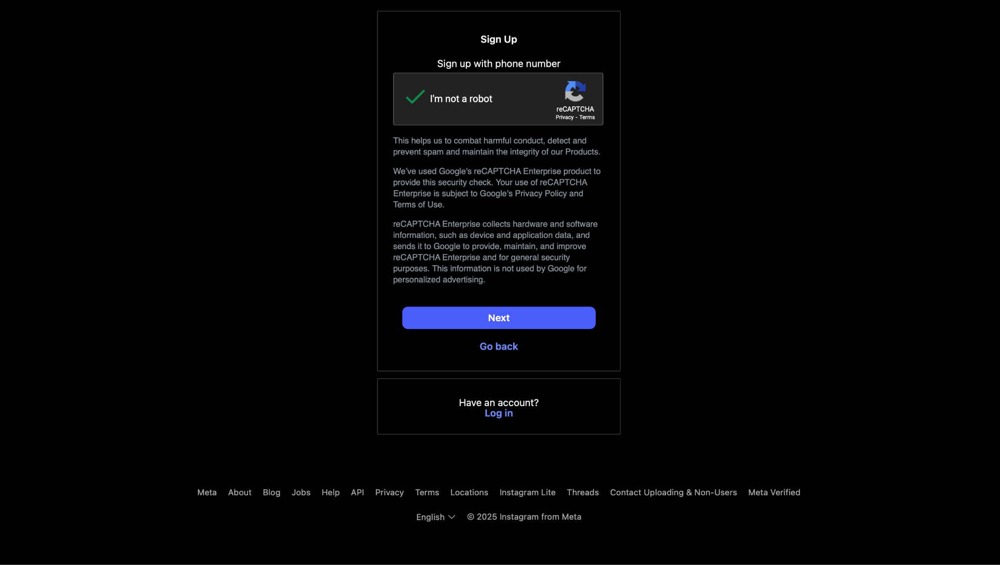 Sign Up
Sign up with phone number
I'm not a robot
reCAPTCHA
Privacy - Terms
This helps us to combat harmful conduct, detect and
prevent spam and maintain the integrity of our Products.
We’ve used Google's reCAPTCHA Enterprise product to
provide this security check. Your use of reCAPTCHA
Enterprise is subject to Google’s Privacy Policy and
Terms of Use.
reCAPTCHA Enterprise collects hardware and software
information, such as device and application data, and
sends it to Google to provide, maintain, and improve
reCAPTCHA Enterprise and for general security
purposes. This information is not used by Google for
personalized advertising.
Next
Go back
Have an account?
Log in
Meta About Blog Jobs Help API Privacy Terms Locations Instagram Lite Threads Contact Uploading & Non-Users Meta Verified
English © 2025 Instagram from Meta